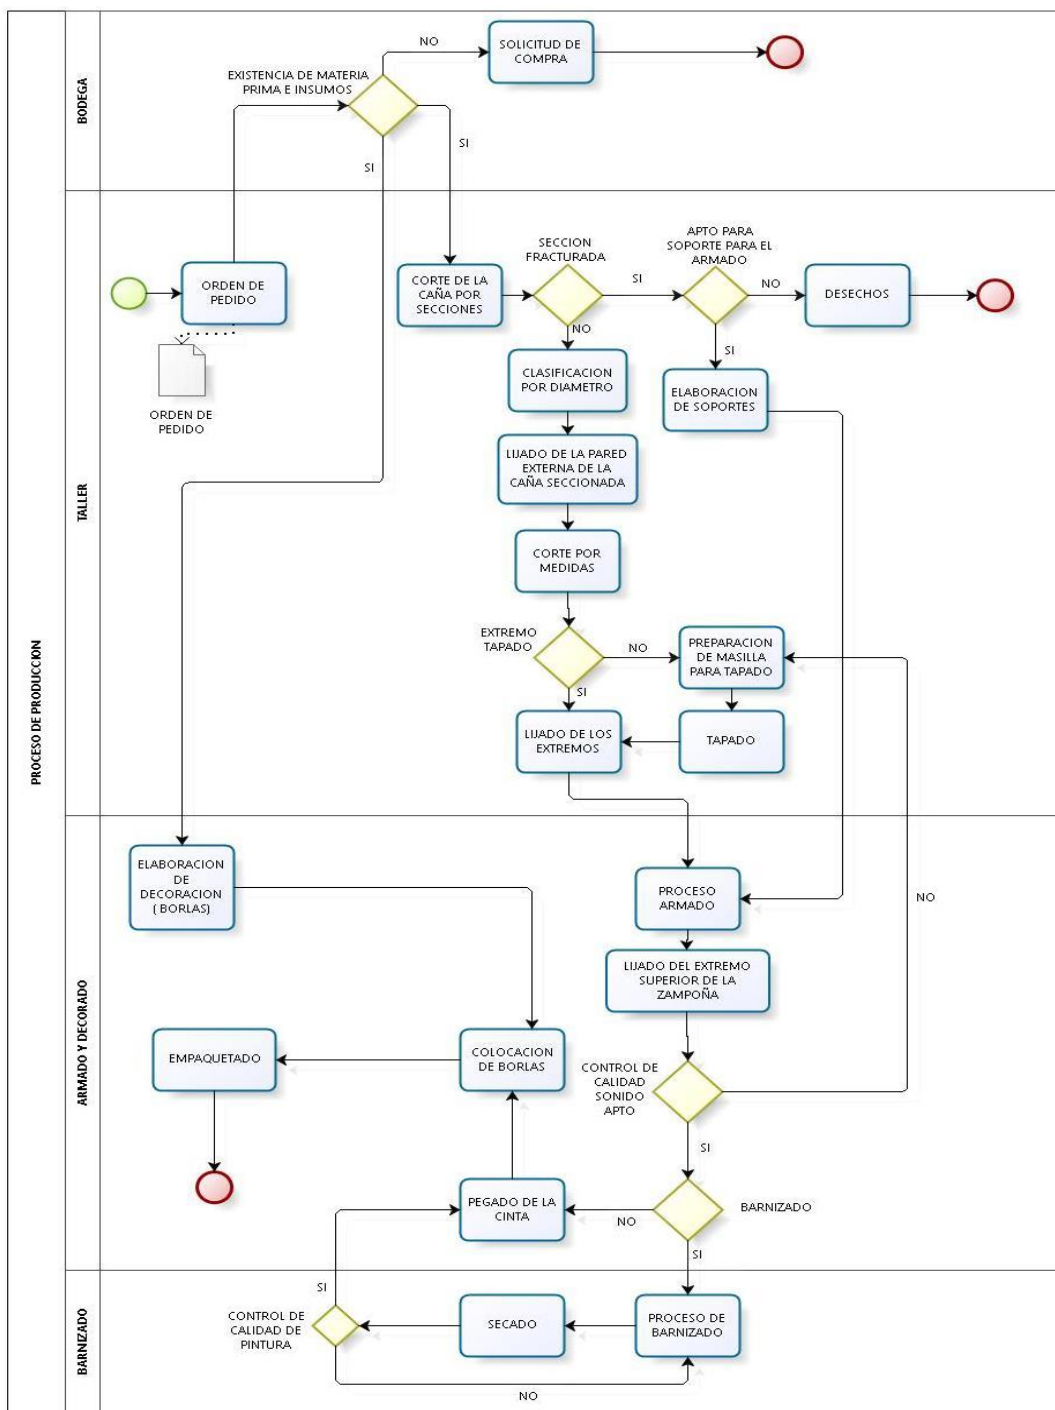 PROCESO DE PRODUCCION
BODEGA
NO
SOLICITUD DE
COMPRA
EXISTENCIA DE MATERIA
PRIMA E INSUMOS
SI
SI
TALLER
ORDEN DE
PEDIDO
ORDEN DE
PEDIDO
CORTE DE LA
CAÑA POR
SECCIONES
SECCION
FRACTURADA
SI
NO
APTO PARA
SOPORTE PARA EL
ARMADO
NO
SI
DESECHOS
CLASIFICACION
POR DIAMETRO
ELABORACION
DE SOPORTES
LIJADO DE LA PARED
EXTERNA DE LA
CAÑA SECCIONADA
CORTE POR
MEDIDAS
EXTREMO
TAPADO
NO
SI
PREPARACION
DE MASILLA
PARA TAPADO
LIJADO DE LOS
EXTREMOS
TAPADO
ARMADO Y DECORADO
ELABORACION
DE
DECORACION
( BORLAS)
PROCESO
ARMADO
NO
LIJADO DEL EXTREMO
SUPERIOR DE LA
ZAMPOÑA
EMPAQUETADO
COLOCACION
DE BORLAS
CONTROL DE
CALIDAD
SONIDO
APTO
SI
PEGADO DE LA
CINTA
NO
BARNIZADO
SI
BARNIZADO
SI
CONTROL DE
CALIDAD DE
PINTURA
SECADO
PROCESO DE
BARNIZADO
NO